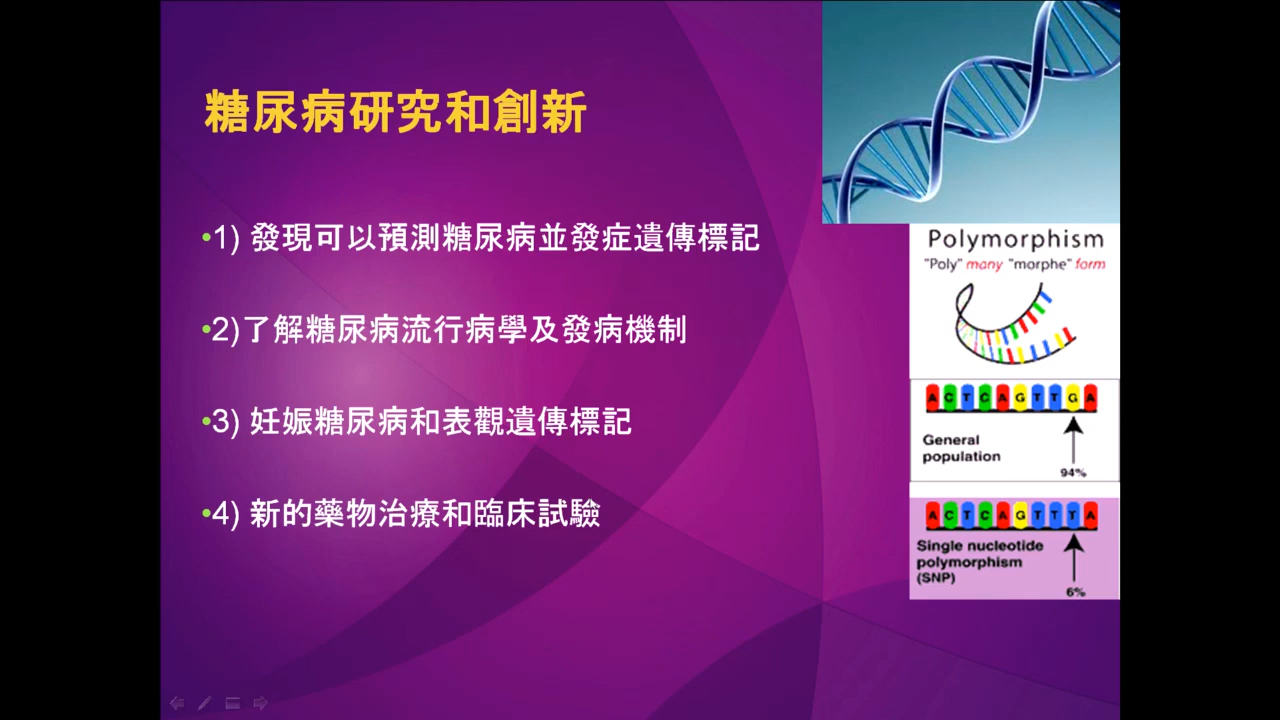 糖尿病研究和創新
•1) 發現可以預測糖尿病並發症遺傳標記
•2)了解糖尿病流行病學及發病機制
•3) 妊娠糖尿病和表觀遺傳標記
•4) 新的藥物治療和臨床試驗
Polymorphism
"Poly" many "morphe" form
A C T C A G T T G A
General
population
94%
A C T C A G T T T A
Single nucleotide
polymorphism
(SNP)
6%